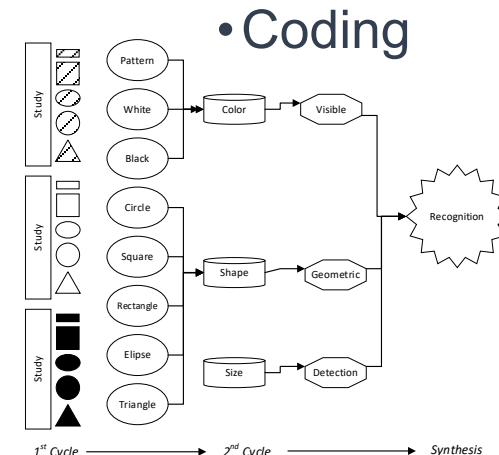 • Coding
Study
Study
Study
Pattern
White
Black
Circle
Square
Rectangle
Elipse
Triangle
Color
Shape
Size
Visible
Geometric
Detection
Recognition
1st Cycle
2nd Cycle
Synthesis